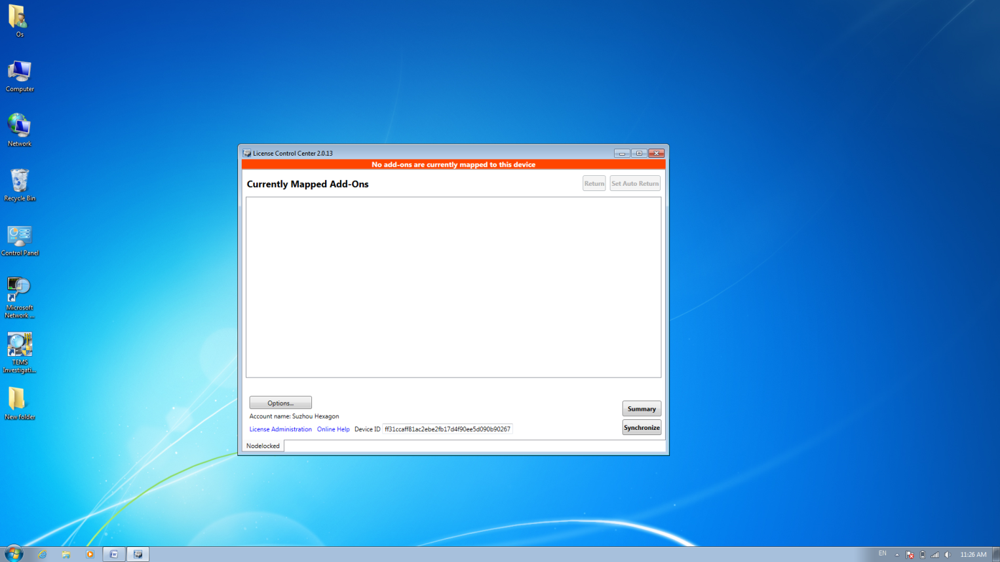 Os
Computer
Network
Recycle Bin
Control Panel
Microsoft
Network ...
TEMS
Investigati...
New folder
License Control Center 2.0.13
No add-ons are currently mapped to this device
Currently Mapped Add-Ons
Return
Set Auto Return
Options...
Account name: Suzhou Hexagon
License Administration
Online Help
Device ID
ff31ccaff81ac2ebe2fb17d4f90ee5d090b90267
Summary
Synchronize
Nodelocked
EN
11:26 AM